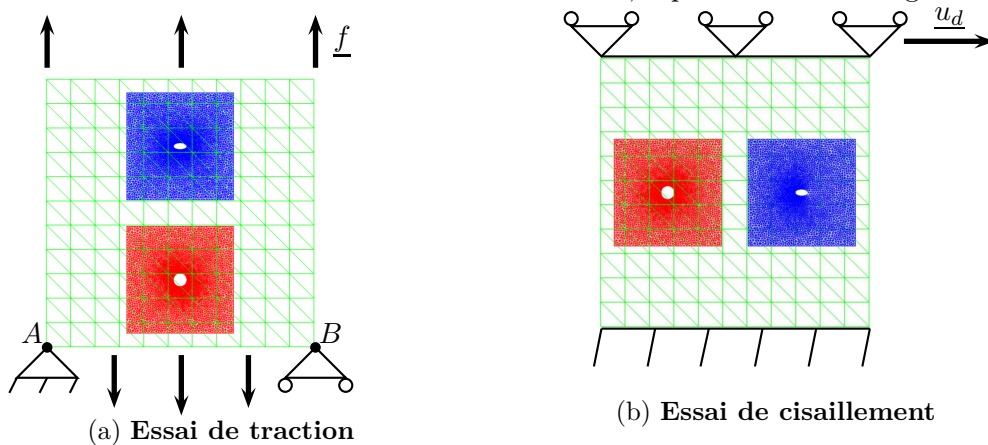 f
u_d
A
B
(a) Essai de traction
(b) Essai de cisaillement